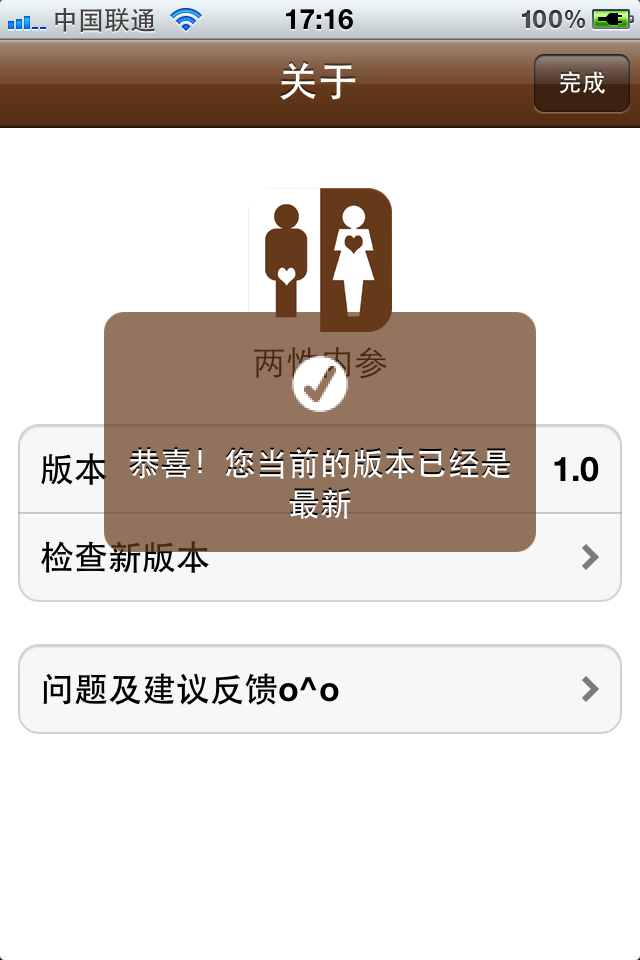 中国联通 17:16 100%
关于 完成
两性内参
版本 1.0
恭喜！您当前的版本已经是
最新
检查新版本
问题及建议反馈o^o